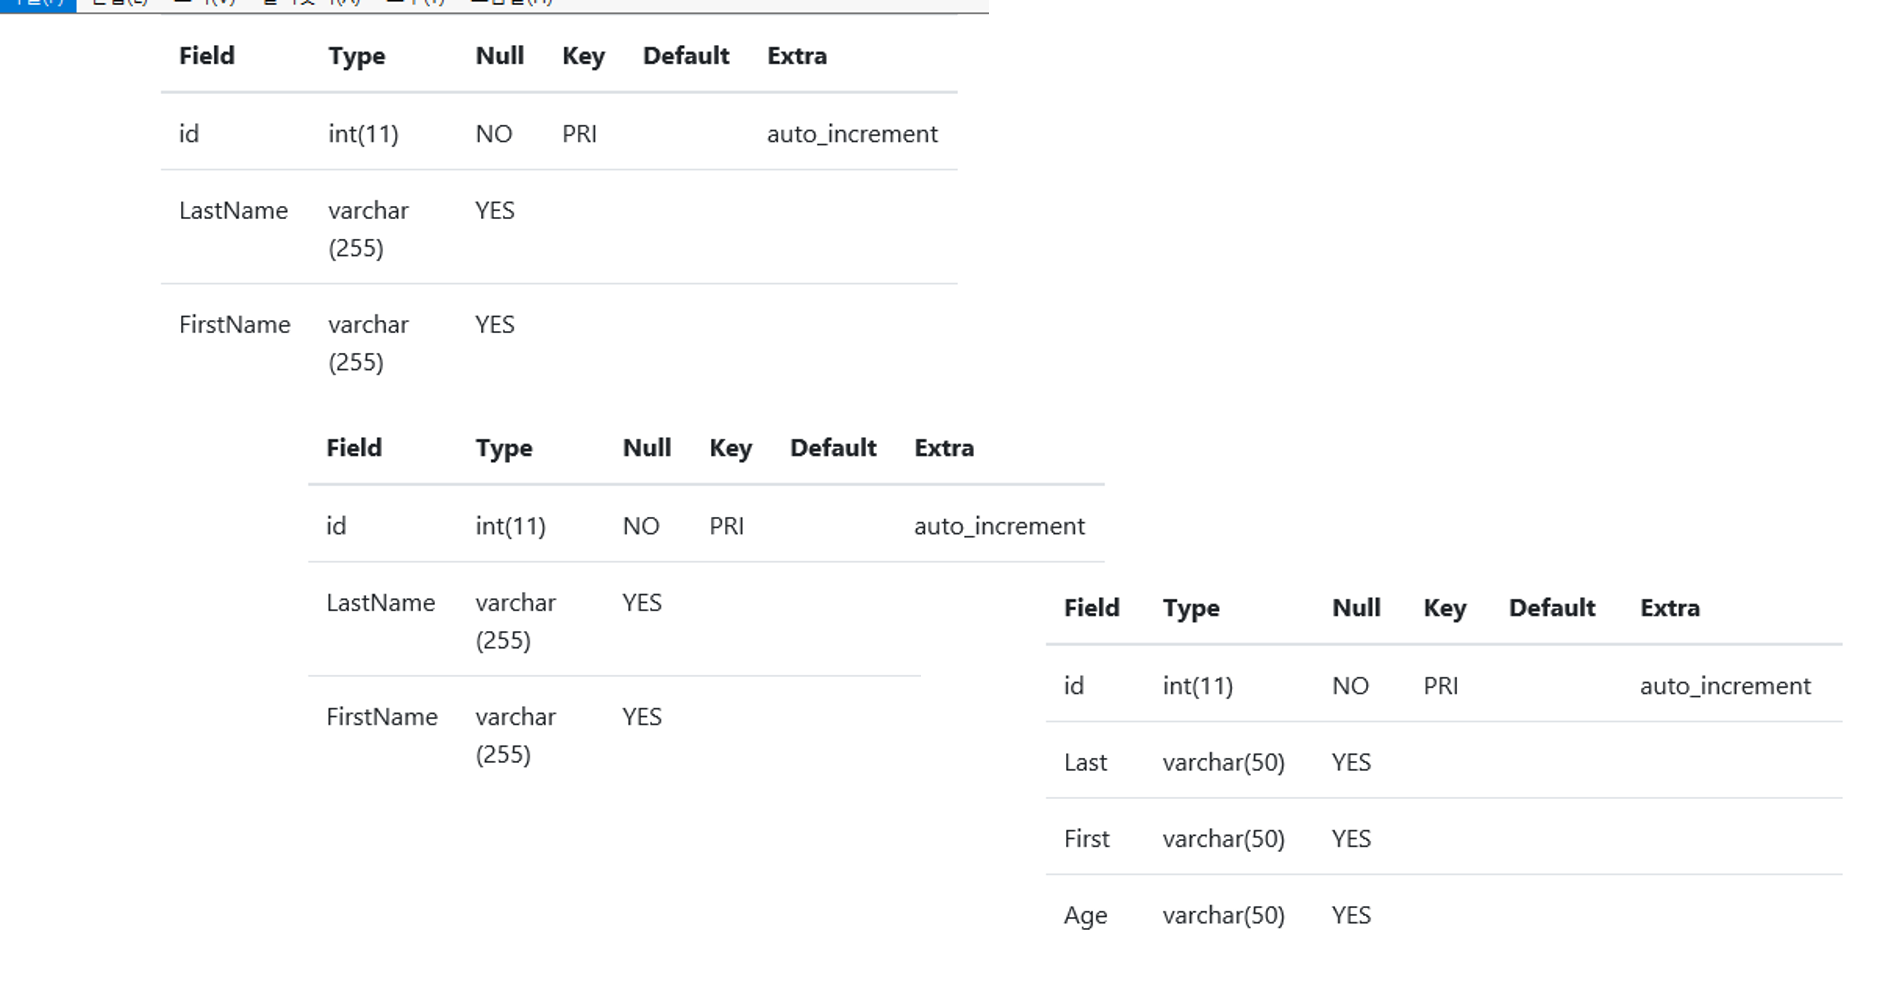 Field Type Null Key Default Extra
id int(11) NO PRI auto_increment
LastName varchar YES
(255)
FirstName varchar YES
(255)
Field Type Null Key Default Extra
id int(11) NO PRI auto_increment
LastName varchar YES
(255)
FirstName varchar YES
(255)
Field Type Null Key Default Extra
id int(11) NO PRI auto_increment
Last varchar(50) YES
First varchar(50) YES
Age varchar(50) YES